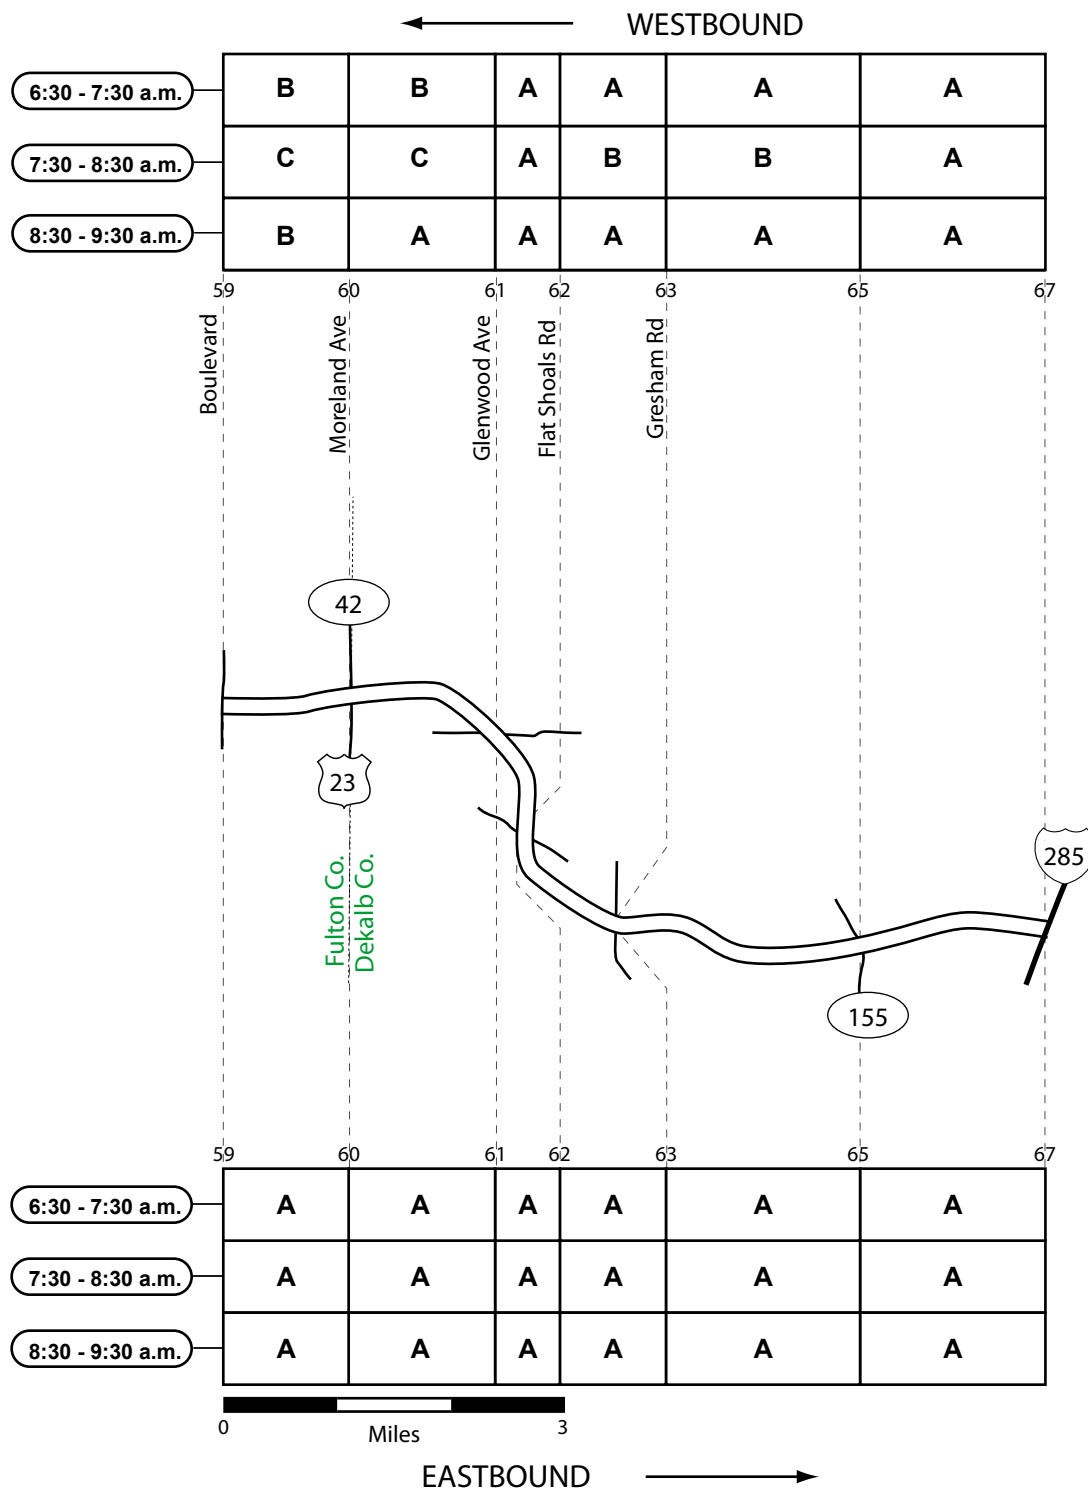 WESTBOUND
6:30 - 7:30 a.m. B B A A A A
7:30 - 8:30 a.m. C C A B B A
8:30 - 9:30 a.m. B A A A A A
59 60 61 62 63 65 67
Boulevard
Moreland Ave
Glenwood Ave
Flat Shoals Rd
Gresham Rd
42
23
285
Fulton Co.
Dekalb Co.
155
59 60 61 62 63 65 67
6:30 - 7:30 a.m. A A A A A A
7:30 - 8:30 a.m. A A A A A A
8:30 - 9:30 a.m. A A A A A A
0 3
Miles
EASTBOUND